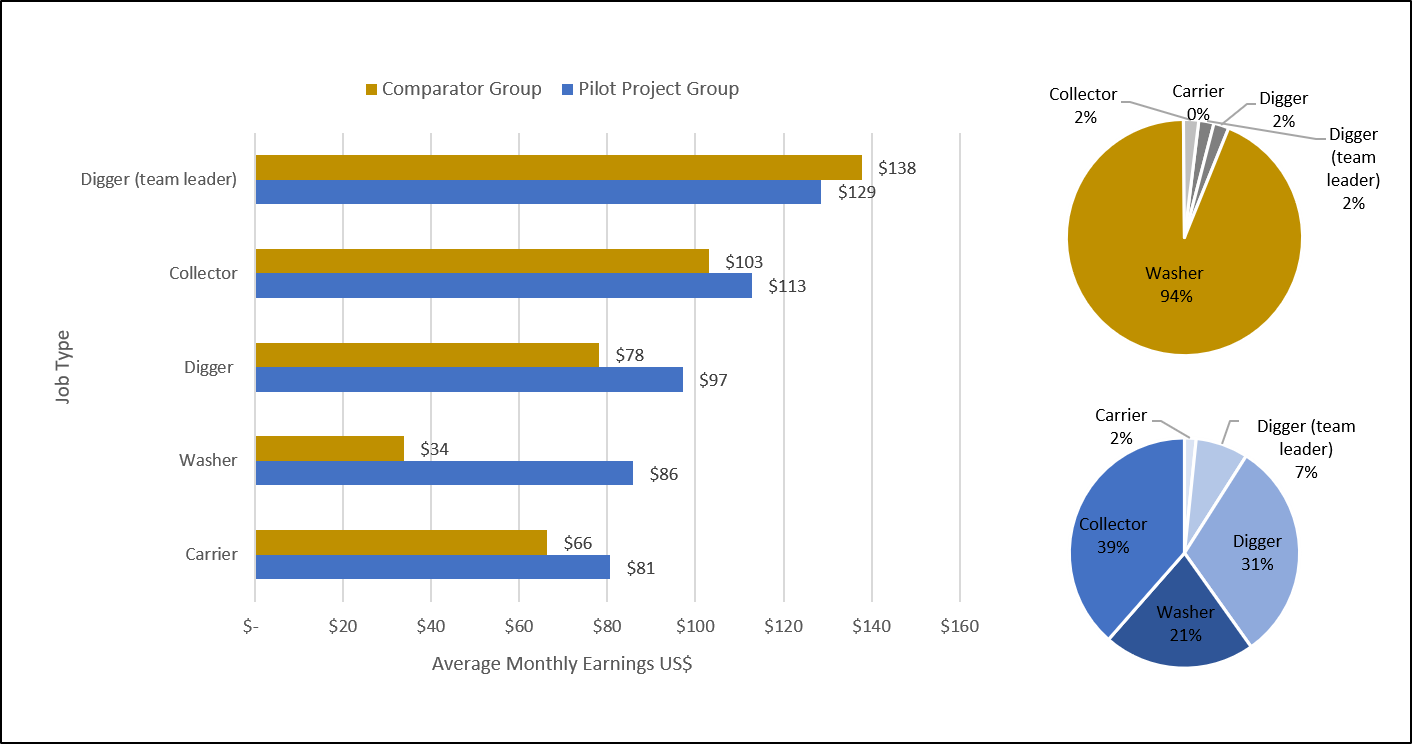 Comparator Group
Pilot Project Group
Digger (team leader)
$138
$129
Collector
$103
$113
Digger
$78
$97
Washer
$34
$86
Carrier
$66
$81
Job Type
$-
$20
$40
$60
$80
$100
$120
$140
$160
Average Monthly Earnings US$
Collector
2%
Carrier
0%
Digger
2%
Digger
(team
leader)
2%
Washer
94%
Carrier
2%
Digger (team
leader)
7%
Collector
39%
Digger
31%
Washer
21%